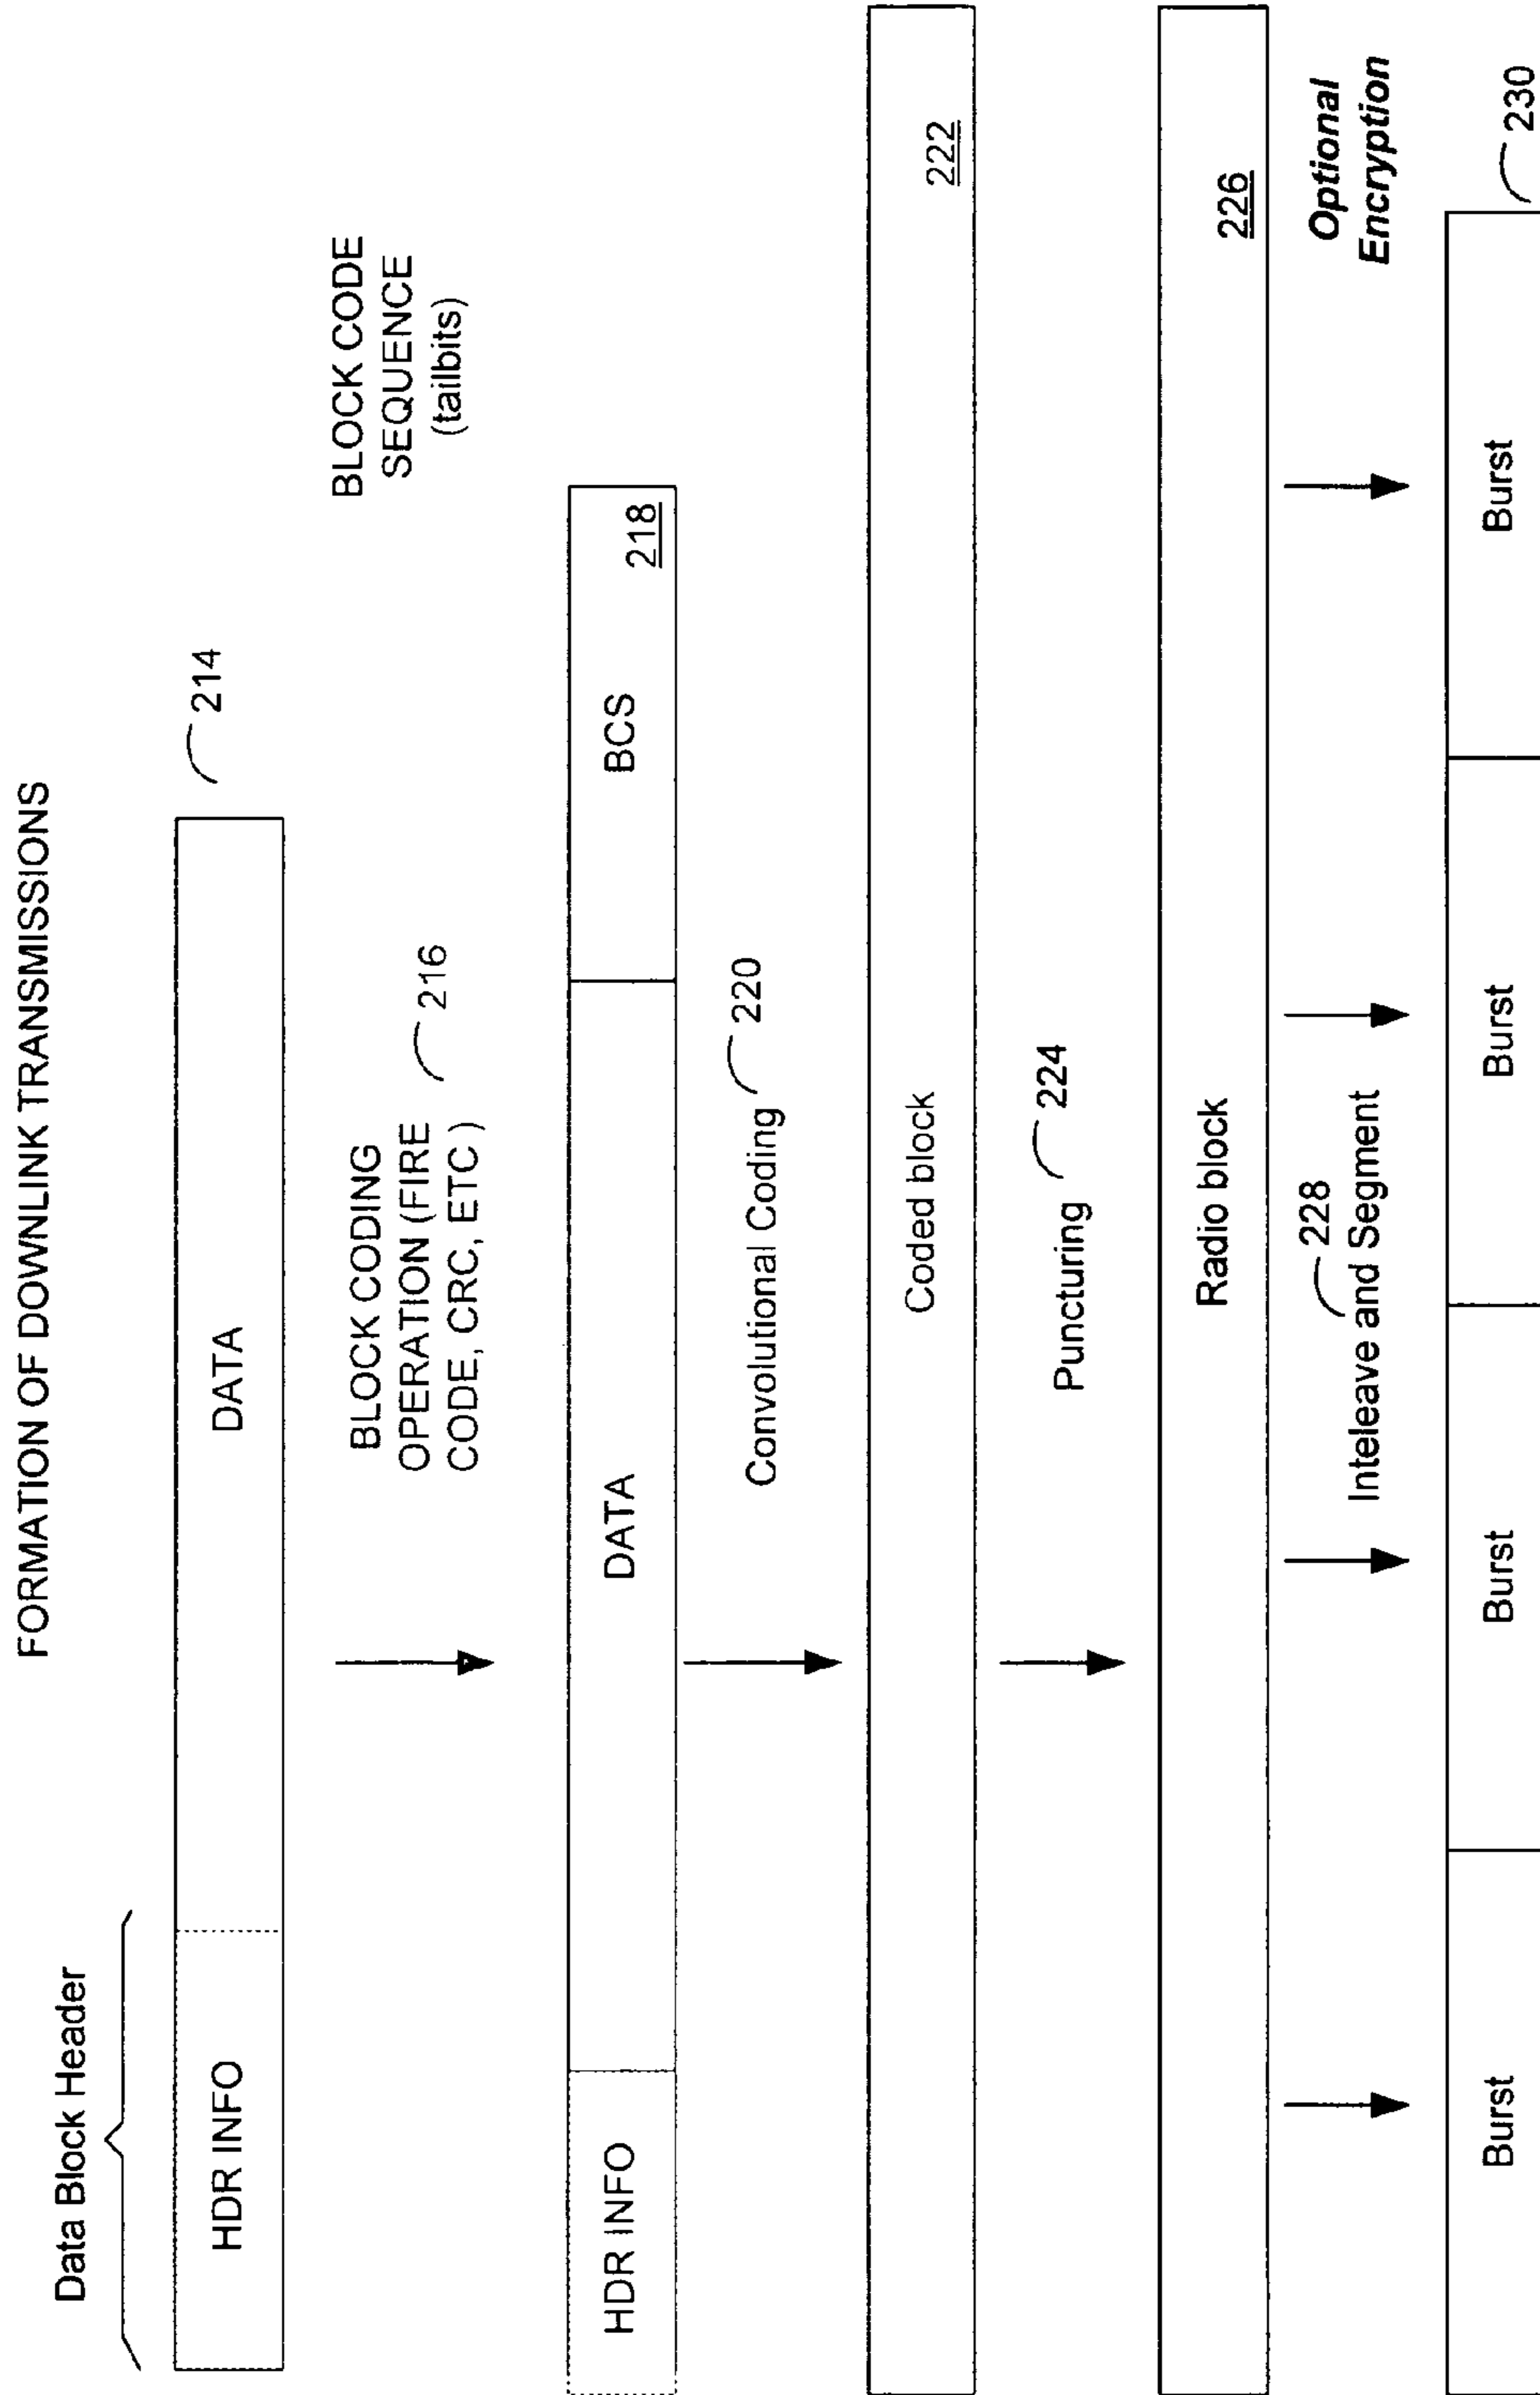 FORMATION OF DOWNLINK TRANSMISSIONS
Data Block Header
HDR INFO
DATA
214
BLOCK CODING
OPERATION (FIRE
CODE, CRC, ETC )
216
BLOCK CODE
SEQUENCE
(tailbits)
HDR INFO
DATA
BCS
218
Convolutional Coding
220
Coded block
222
Puncturing
224
Radio block
226
228
Inteleave and Segment
Optional
Encryption
Burst
Burst
Burst
Burst
230